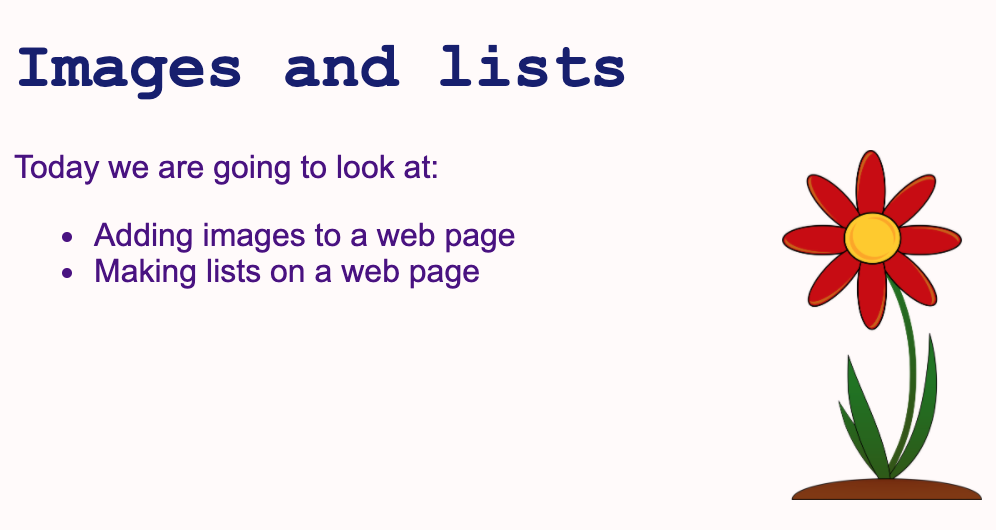 Images and lists
Today we are going to look at:
Adding images to a web page
Making lists on a web page